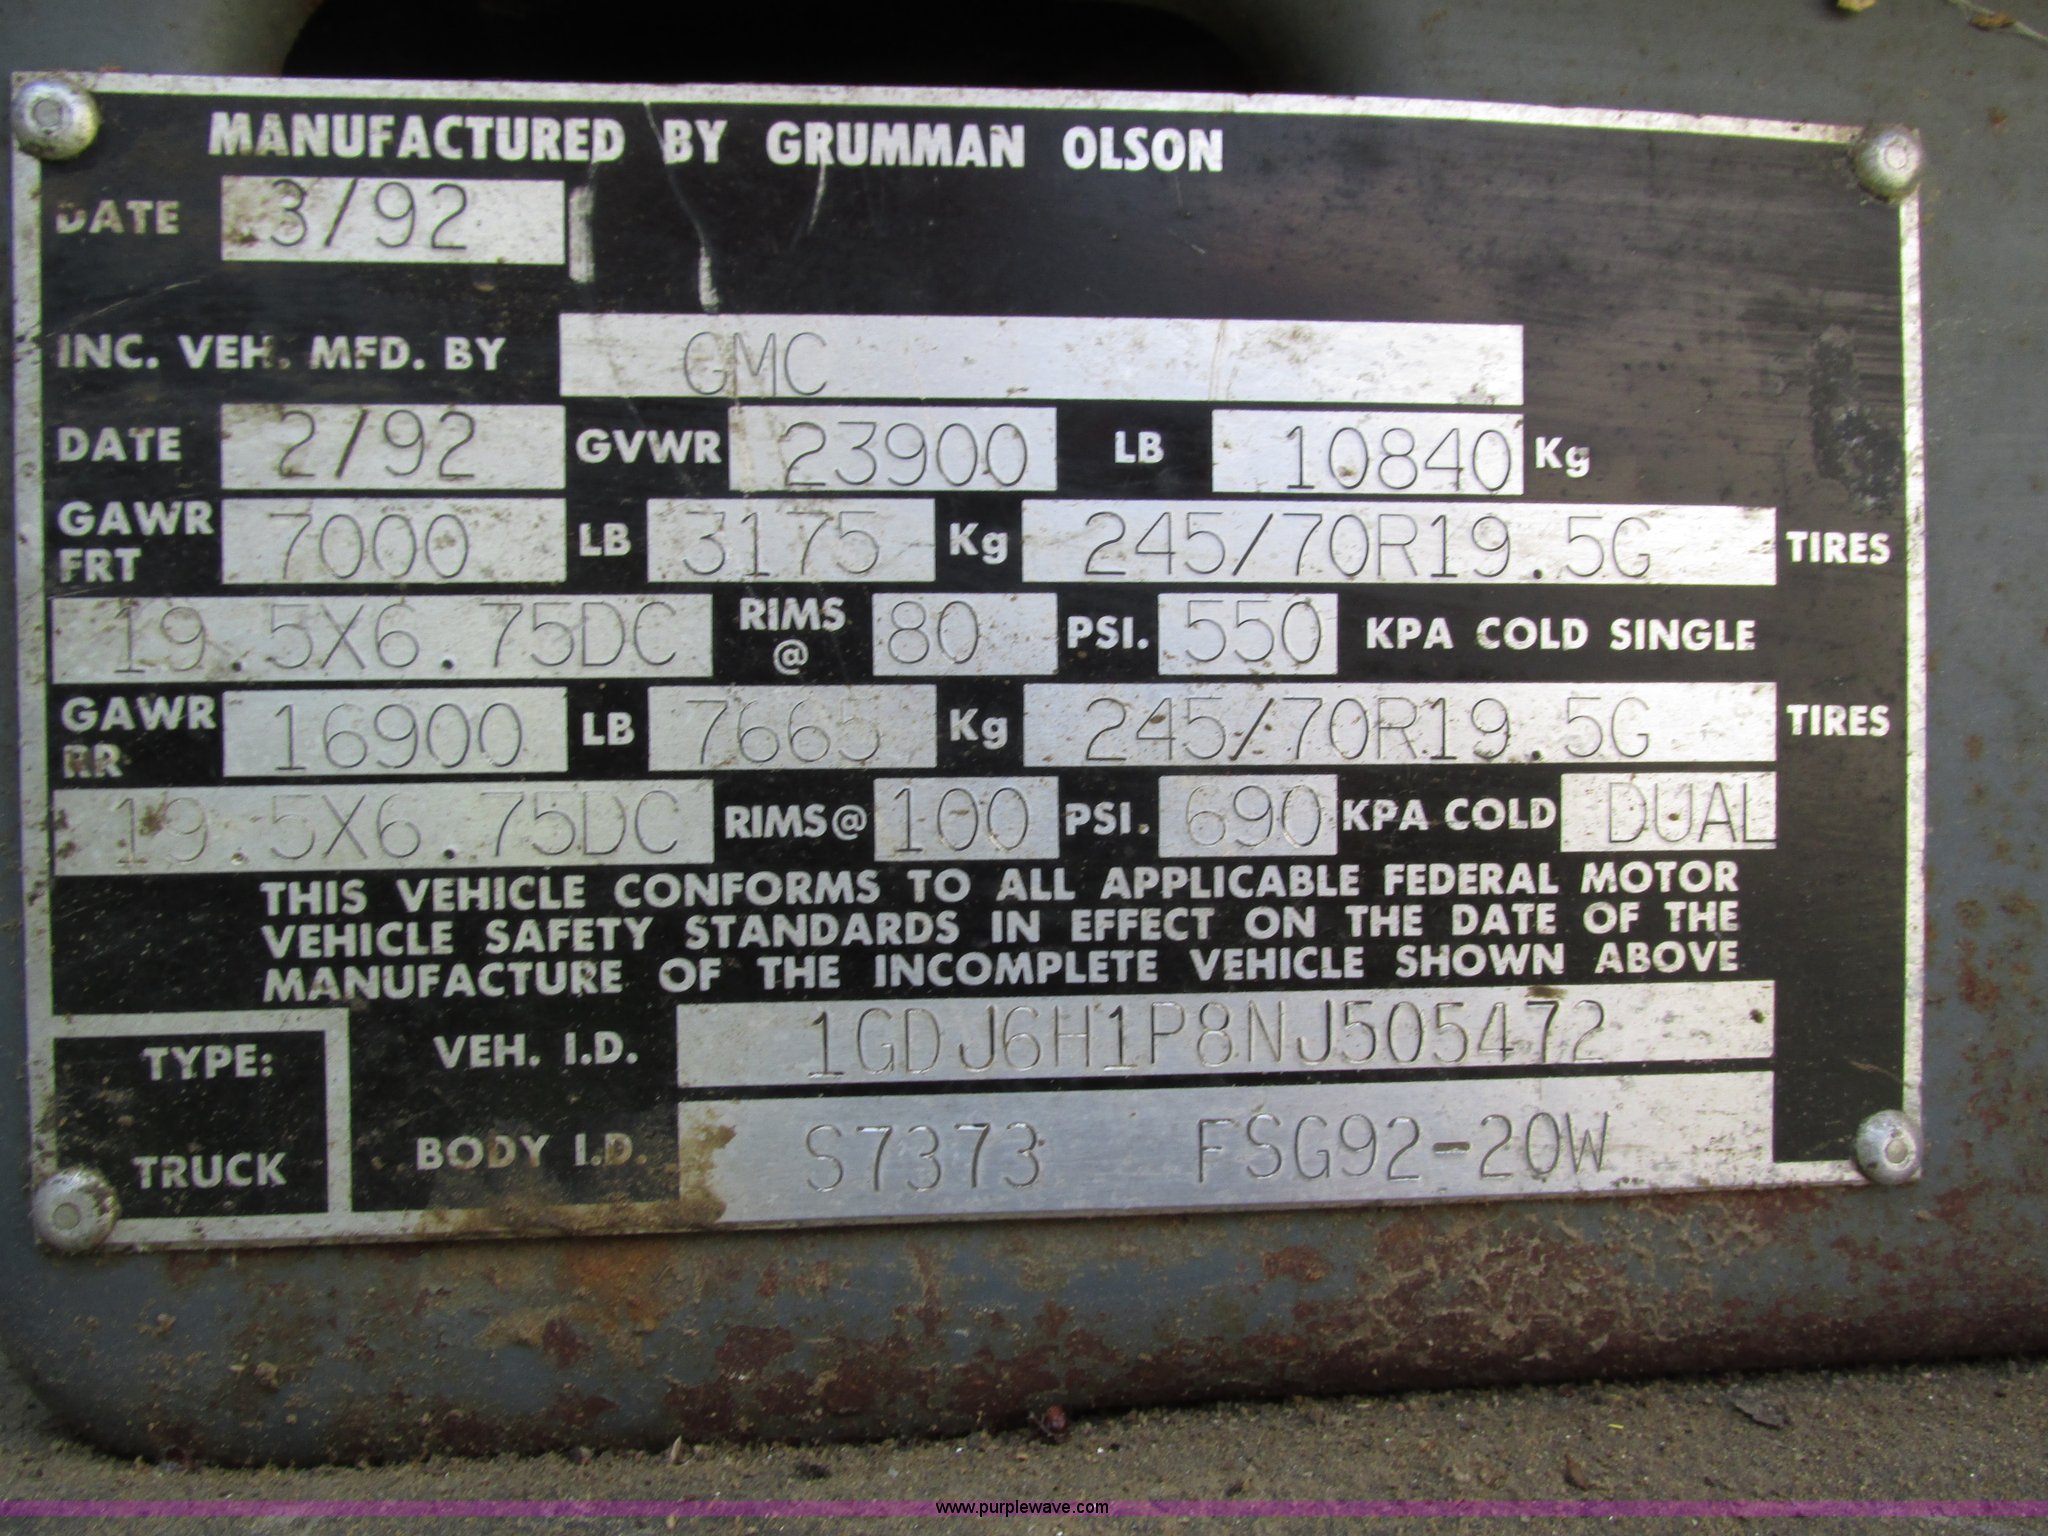 MANUFACTURED BY GRUMMAN OLSON
DATE 3/92
INC. VEH. MFD. BY GMC
DATE 2/92 GVWR 23900 LB 10840 Kg
GAWR FRT 7000 LB 3175 Kg 245/70R19.5G TIRES
19.5X6.75DC RIMS @ 80 PSI. 550 KPA COLD SINGLE
GAWR RR 16900 LB 7665 Kg 245/70R19.5G TIRES
19.5X6.75DC RIMS @ 100 PSI. 690 KPA COLD DUAL
THIS VEHICLE CONFORMS TO ALL APPLICABLE FEDERAL MOTOR
VEHICLE SAFETY STANDARDS IN EFFECT ON THE DATE OF THE
MANUFACTURE OF THE INCOMPLETE VEHICLE SHOWN ABOVE
TYPE: VEH. I.D. 1GDJ6H1P8NJ505472
TRUCK BODY I.D. S7373 FSG92-20W
www.purplewave.com